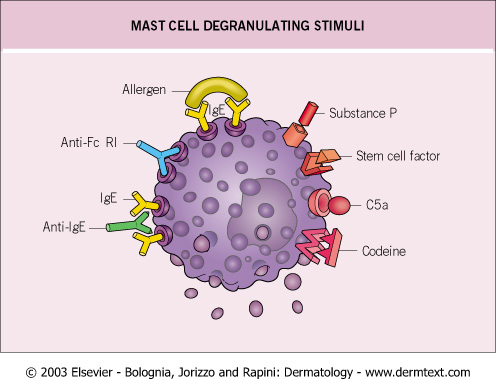 MAST CELL DEGRANULATING STIMULI
Allergen
IgE
Substance P
Anti-Fc RI
Stem cell factor
IgE
C5a
Anti-IgE
Codeine
© 2003 Elsevier - Bolognia, Jorizzo and Rapini: Dermatology - www.dermtext.com